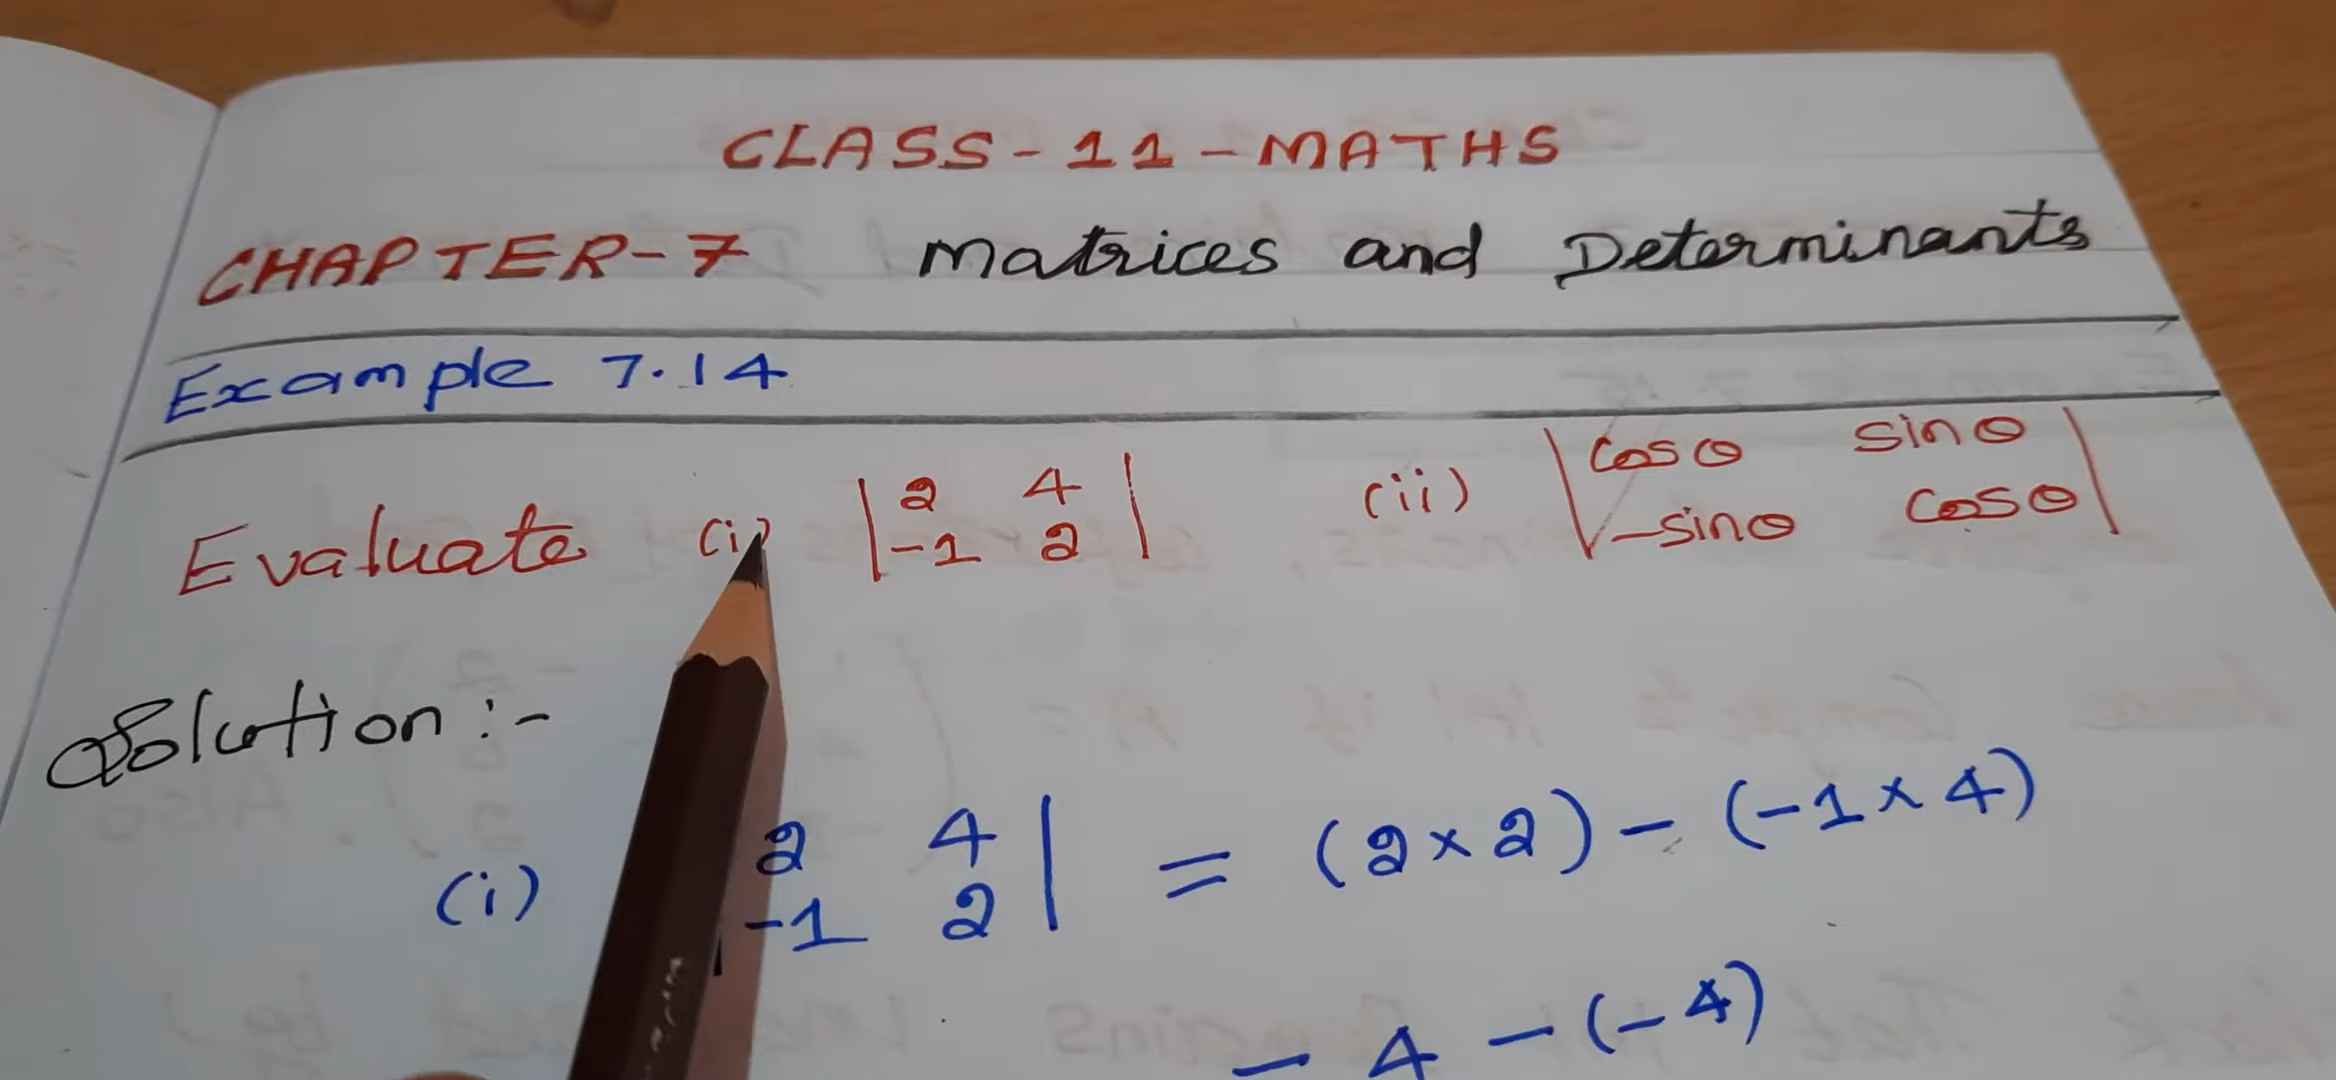 CLASS-11-MATHS
CHAPTER-7 Matrices and Determinants
Example 7.14
Evaluate (i) | 2 4 | (ii) | cosθ sinθ |
| -1 2 | | -sinθ cosθ |
Solution :-
(i) 2 4 | = (2 × 2) - (-1 × 4)
-1 2 |
= 4 - (-4)